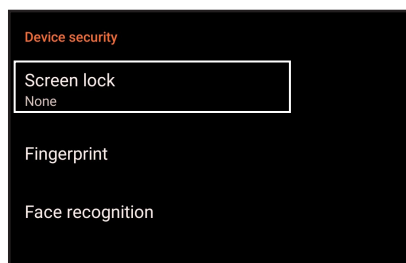 Device security
Screen lock
None
Fingerprint
Face recognition